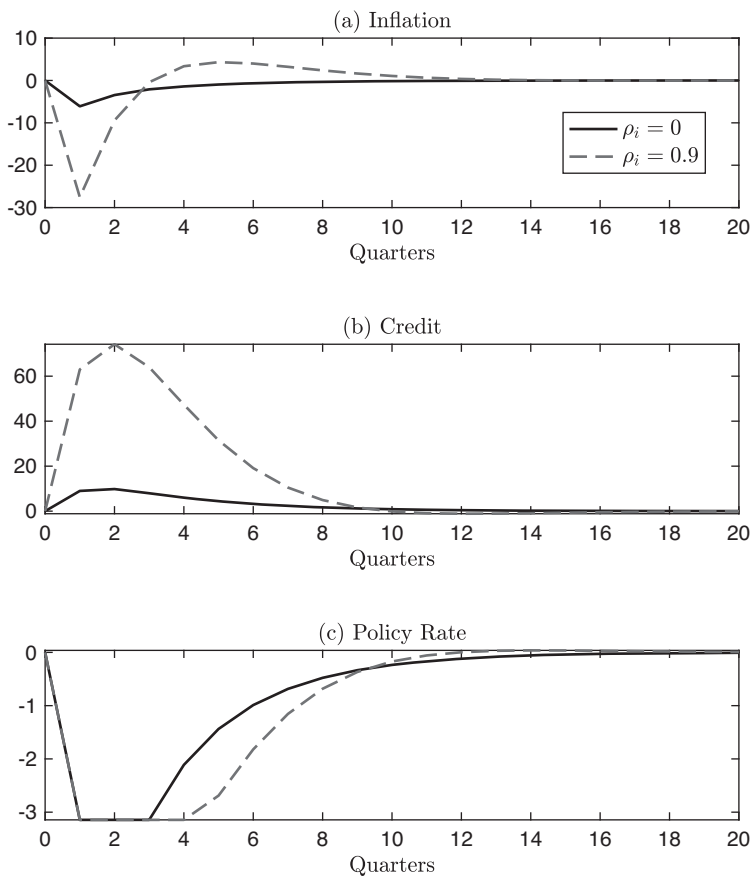 (a) Inflation
10
0
-10
-20
-30
ρi = 0
ρi = 0.9
0 2 4 6 8 10 12 14 16 18 20
Quarters
(b) Credit
60
40
20
0
0 2 4 6 8 10 12 14 16 18 20
Quarters
(c) Policy Rate
0
-1
-2
-3
0 2 4 6 8 10 12 14 16 18 20
Quarters